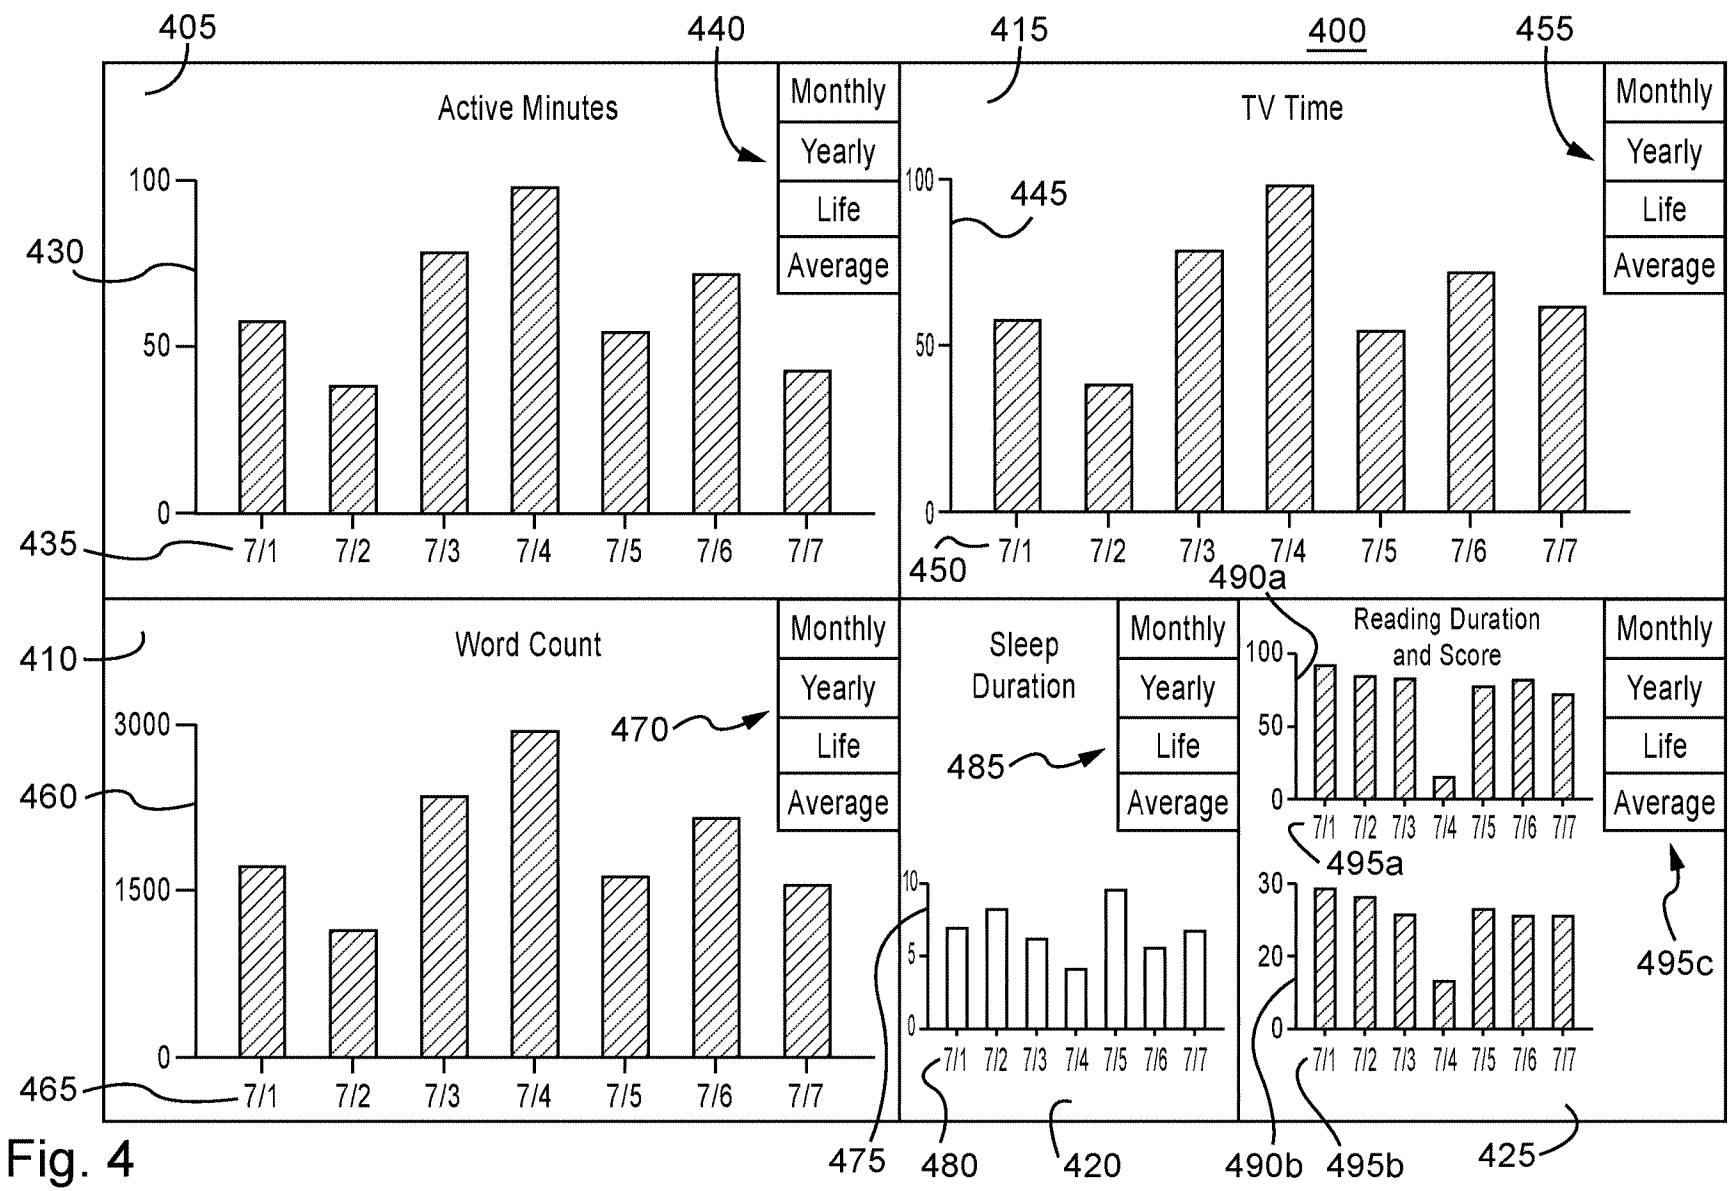 405
440
415
400
455
Active Minutes
Monthly
Yearly
Life
Average
100
50
0
430
435
7/1 7/2 7/3 7/4 7/5 7/6 7/7
TV Time
Monthly
Yearly
Life
Average
445
100
50
0
450
7/1 7/2 7/3 7/4 7/5 7/6 7/7
410
Word Count
Monthly
Yearly
Life
Average
470
3000
1500
0
460
465
7/1 7/2 7/3 7/4 7/5 7/6 7/7
Sleep
Duration
Monthly
Yearly
Life
Average
485
10
5
0
7/1 7/2 7/3 7/4 7/5 7/6 7/7
490a
Reading Duration
and Score
Monthly
Yearly
Life
Average
100
50
0
7/1 7/2 7/3 7/4 7/5 7/6 7/7
495a
495c
30
20
0
7/1 7/2 7/3 7/4 7/5 7/6 7/7
Fig. 4
475
480
420
490b
495b
425